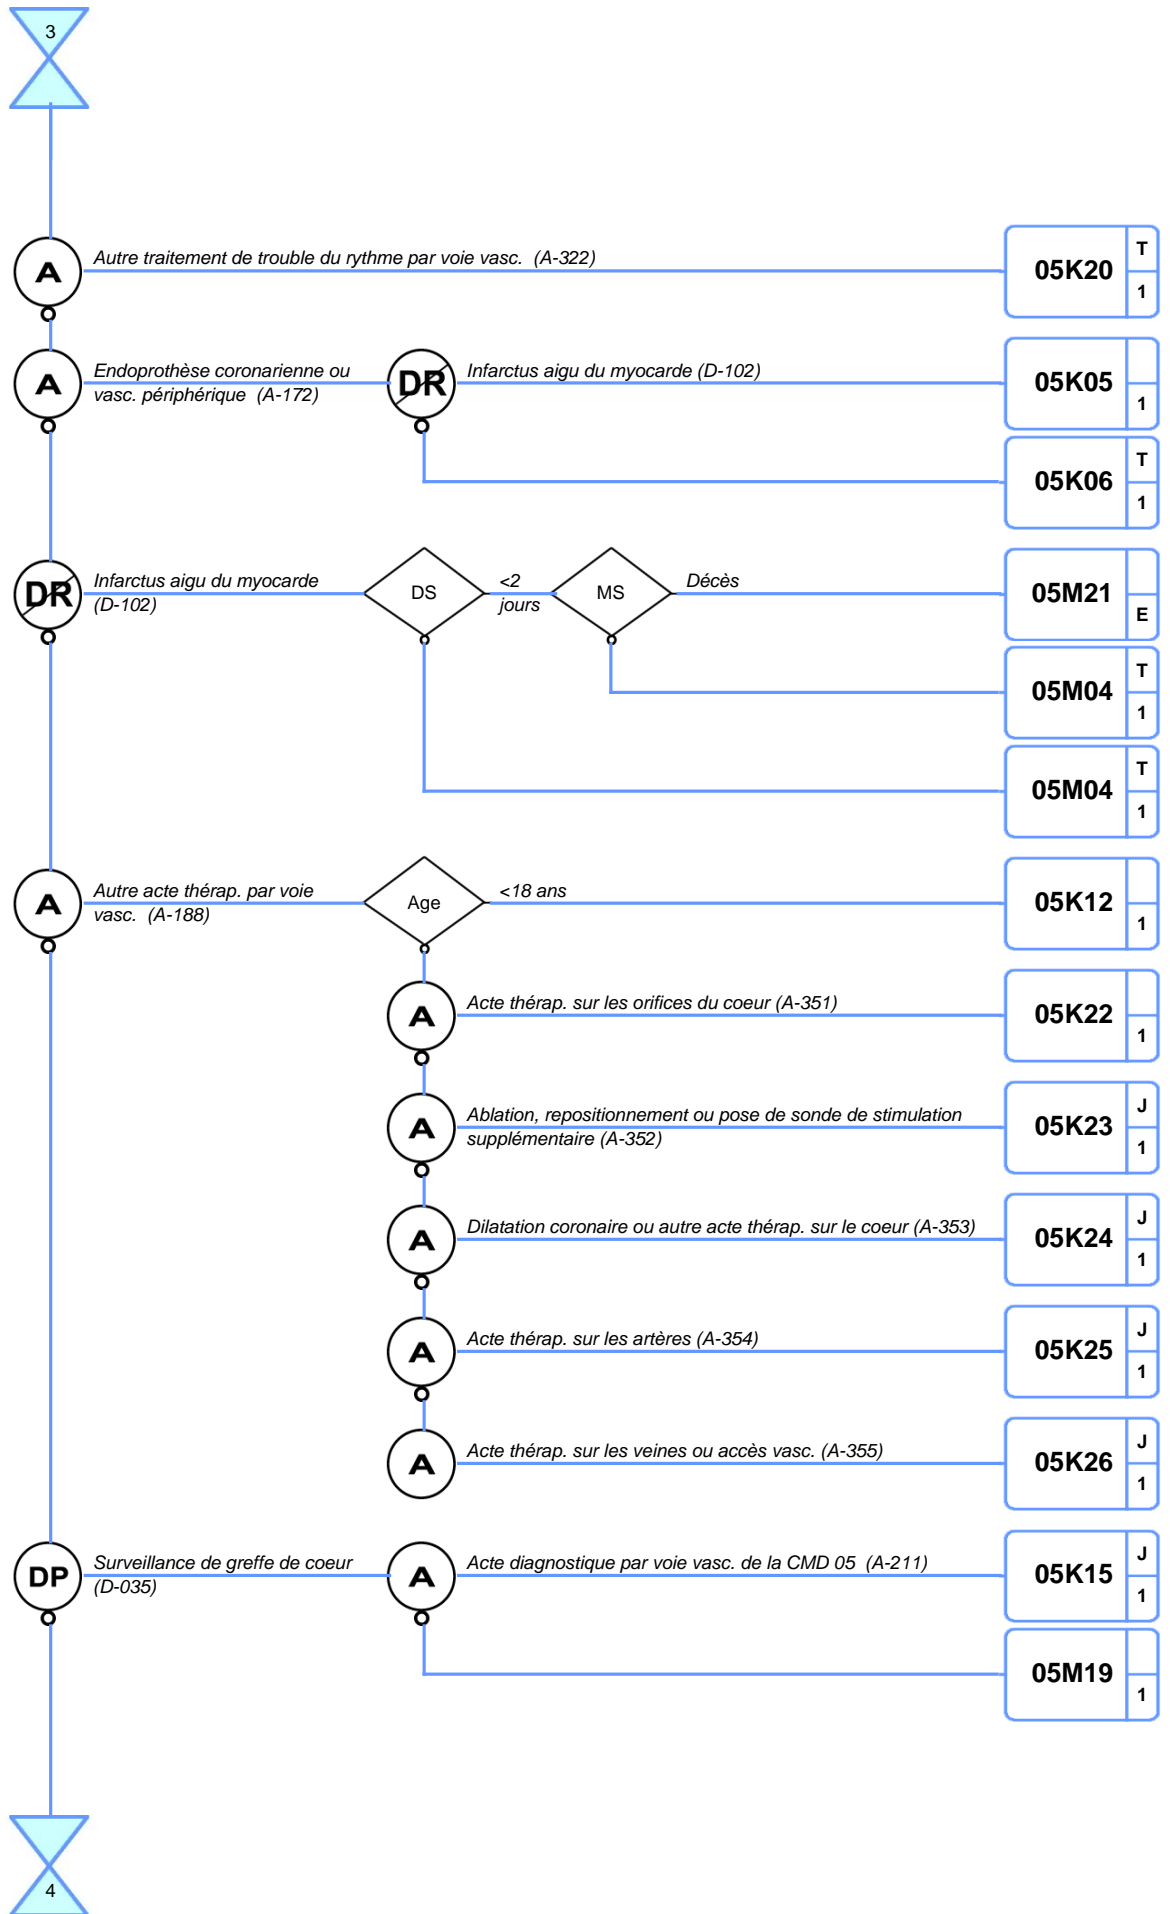 3
A
Autre traitement de trouble du rythme par voie vasc. (A-322)
05K20
T
1
A
Endoprothèse coronarienne ou
vasc. périphérique (A-172)
DR
Infarctus aigu du myocarde (D-102)
05K05
1
05K06
T
1
DR
Infarctus aigu du myocarde
(D-102)
DS
<2
jours
MS
Décès
05M21
E
05M04
T
1
05M04
T
1
A
Autre acte thérap. par voie
vasc. (A-188)
Age
<18 ans
05K12
1
A
Acte thérap. sur les orifices du coeur (A-351)
05K22
1
A
Ablation, repositionnement ou pose de sonde de stimulation
supplémentaire (A-352)
05K23
J
1
A
Dilatation coronaire ou autre acte thérap. sur le coeur (A-353)
05K24
J
1
A
Acte thérap. sur les artères (A-354)
05K25
J
1
A
Acte thérap. sur les veines ou accès vasc. (A-355)
05K26
J
1
DP
Surveillance de greffe de coeur
(D-035)
A
Acte diagnostique par voie vasc. de la CMD 05 (A-211)
05K15
J
1
05M19
1
4